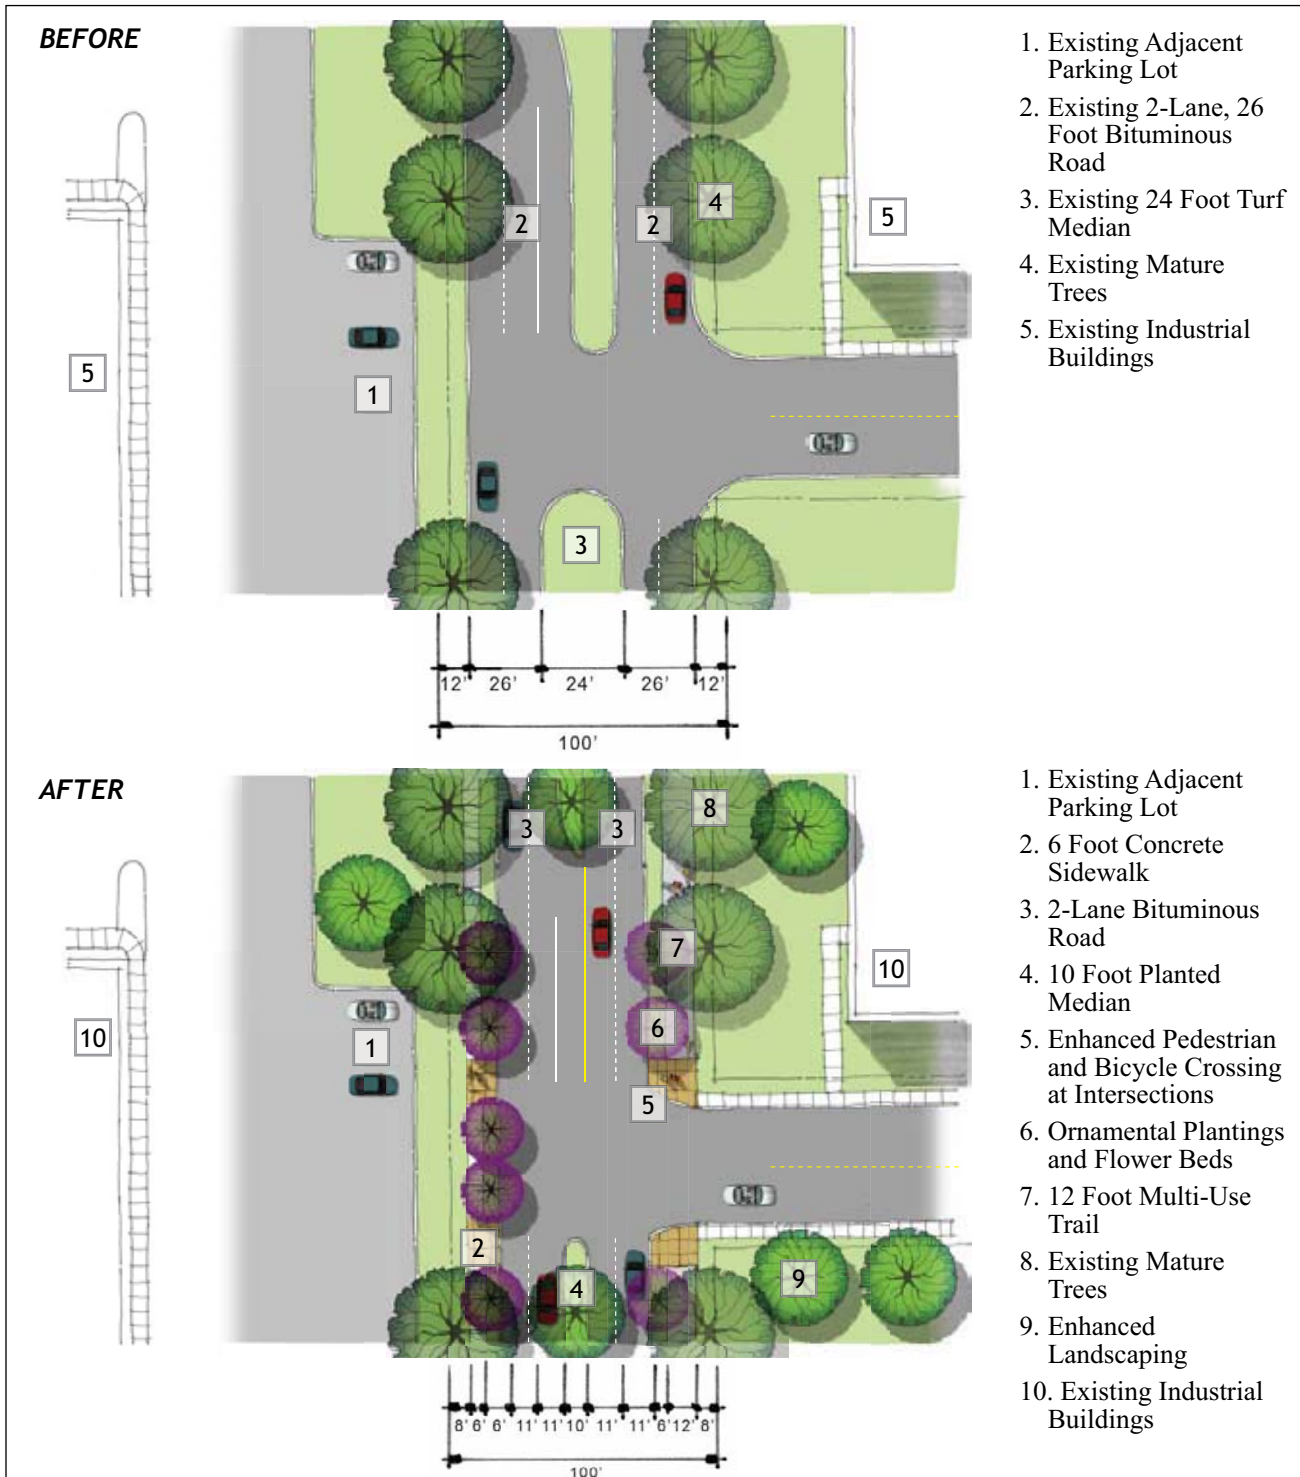 BEFORE
1. Existing Adjacent
Parking Lot
2. Existing 2-Lane, 26
Foot Bituminous
Road
3. Existing 24 Foot Turf
Median
4. Existing Mature
Trees
5. Existing Industrial
Buildings
2
2
4
5
5
1
3
12'
26'
24'
26'
12'
100'
AFTER
1. Existing Adjacent
Parking Lot
2. 6 Foot Concrete
Sidewalk
3. 2-Lane Bituminous
Road
4. 10 Foot Planted
Median
5. Enhanced Pedestrian
and Bicycle Crossing
at Intersections
6. Ornamental Plantings
and Flower Beds
7. 12 Foot Multi-Use
Trail
8. Existing Mature
Trees
9. Enhanced
Landscaping
10. Existing Industrial
Buildings
3
3
8
7
10
10
6
1
5
2
4
9
8'
6'
6'
11'
11'
10'
11'
11'
6'
12'
8'
100'